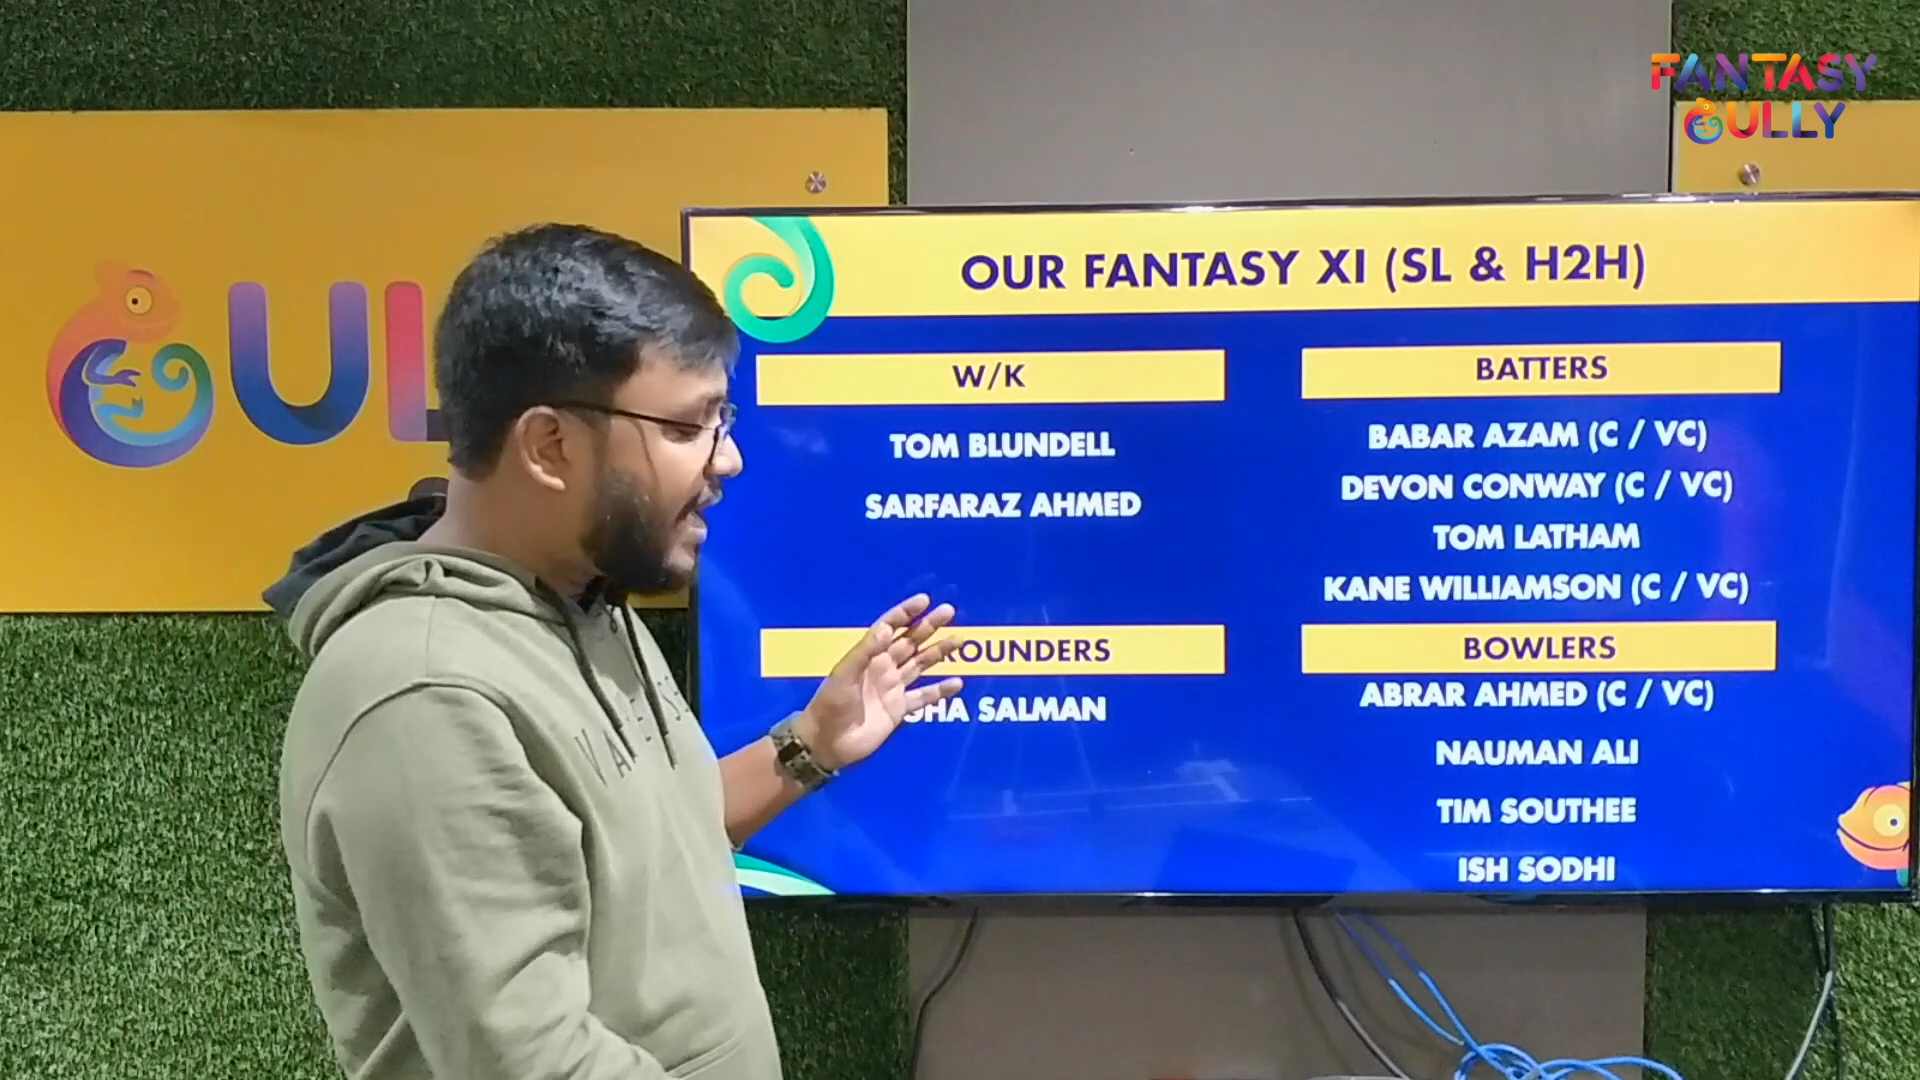 FANTASY
GULLY
UL
OUR FANTASY XI (SL & H2H)
W/K
TOM BLUNDELL
SARFARAZ AHMED
BATTERS
BABAR AZAM (C / VC)
DEVON CONWAY (C / VC)
TOM LATHAM
KANE WILLIAMSON (C / VC)
ROUNDERS
SALMAN
BOWLERS
ABRAR AHMED (C / VC)
NAUMAN ALI
TIM SOUTHEE
ISH SODHI